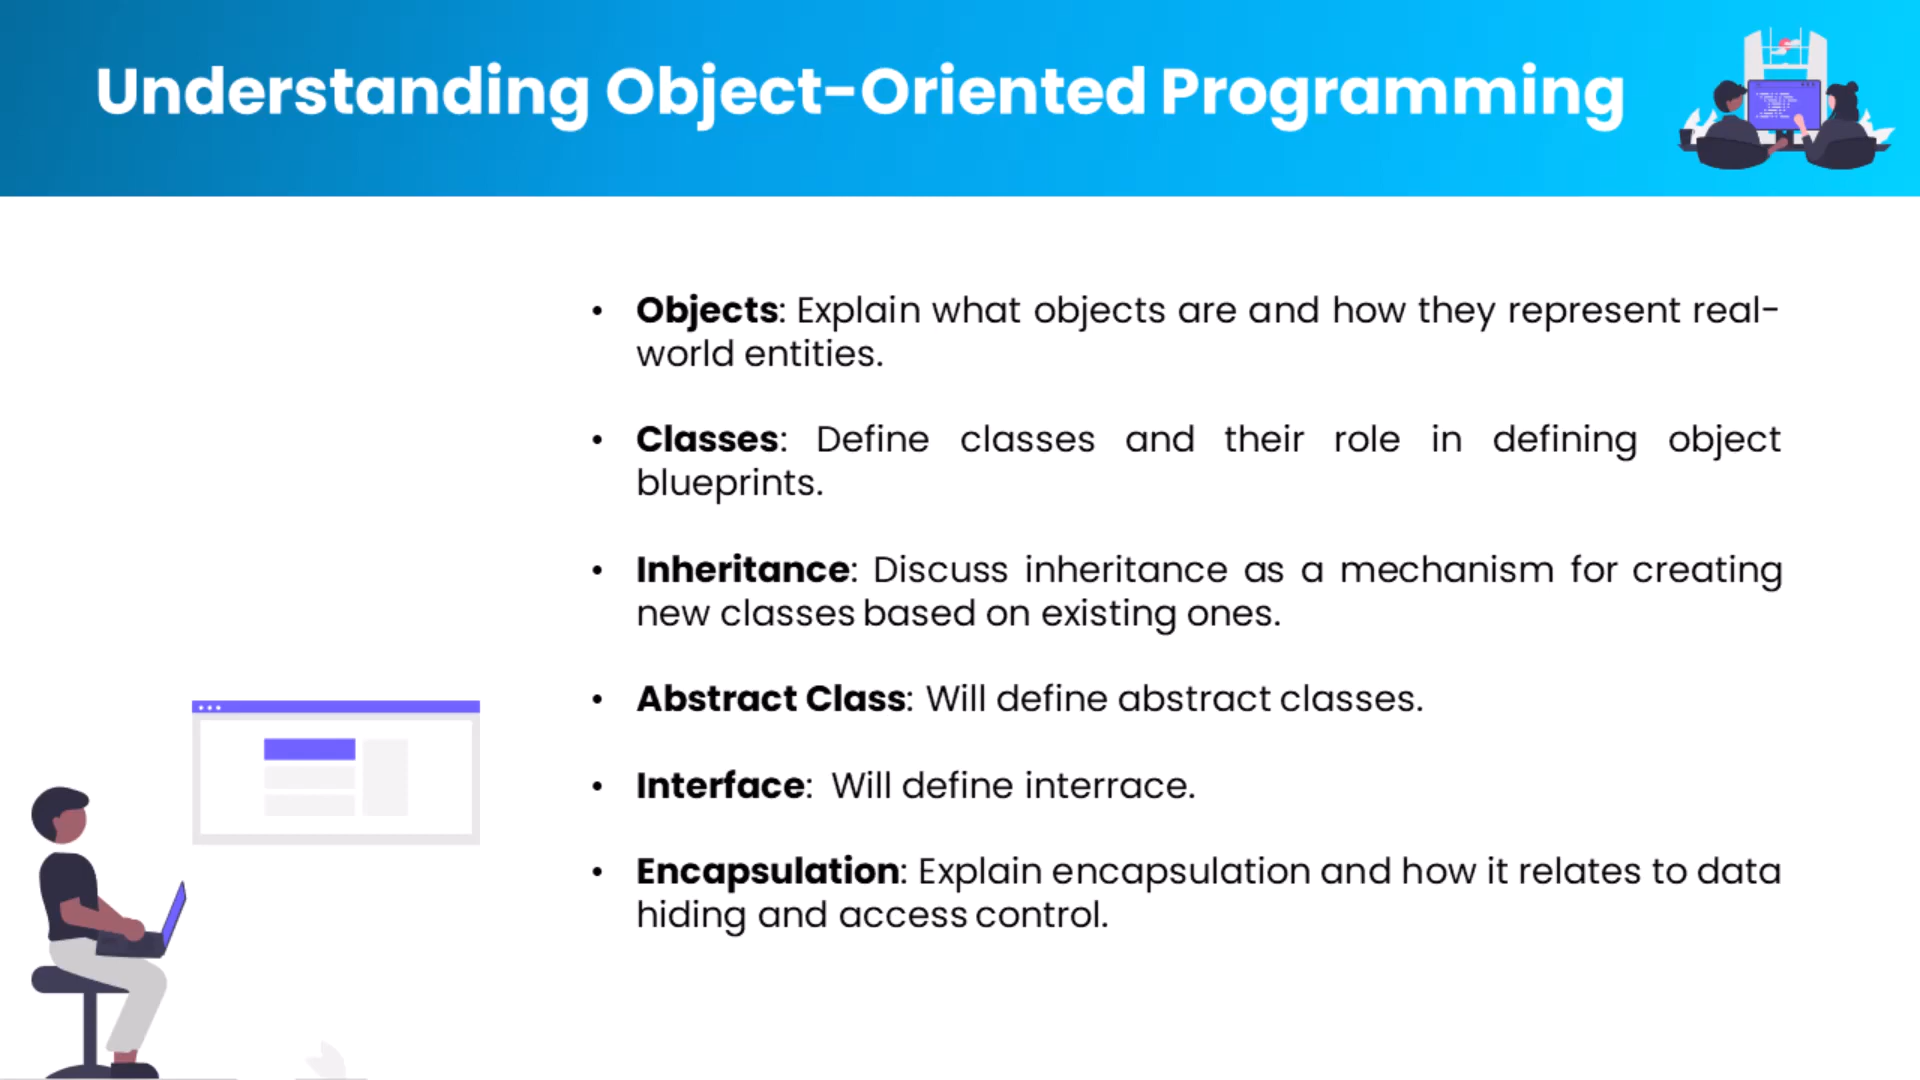 Understanding Object-Oriented Programming
• Objects: Explain what objects are and how they represent real-
world entities.
• Classes: Define classes and their role in defining object
blueprints.
• Inheritance: Discuss inheritance as a mechanism for creating
new classes based on existing ones.
• Abstract Class: Will define abstract classes.
• Interface: Will define interrace.
• Encapsulation: Explain encapsulation and how it relates to data
hiding and access control.